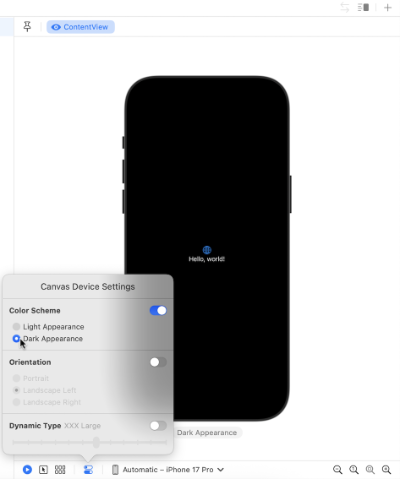 ContentView
Hello, world!
Canvas Device Settings
Color Scheme
Light Appearance
Dark Appearance
Orientation
Portrait
Landscape Left
Landscape Right
Dynamic Type XXX Large
Dark Appearance
Automatic – iPhone 17 Pro